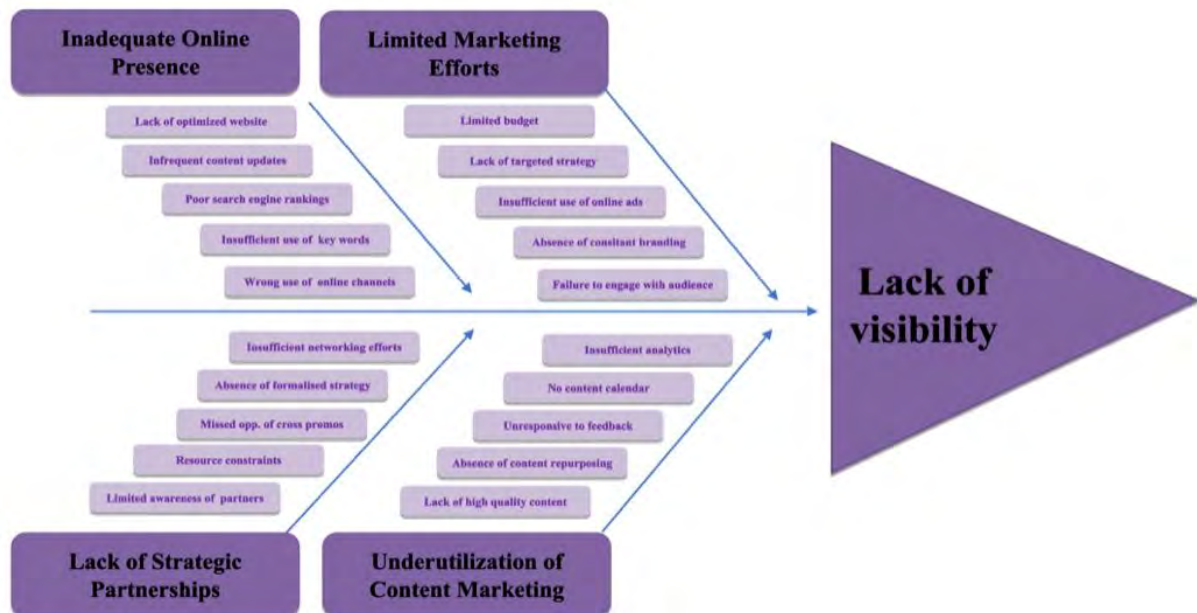 Inadequate Online
Presence
Lack of optimized website
Infrequent content updates
Poor search engine rankings
Insufficient use of key words
Wrong use of online channels
Limited Marketing
Efforts
Limited budget
Lack of targeted strategy
Insufficient use of online ads
Absence of consitant branding
Failure to engage with audience
Lack of
visibility
Insufficient networking efforts
Absence of formalised strategy
Missed opp. of cross promos
Resource constraints
Limited awareness of partners
Lack of Strategic
Partnerships
Insufficient analytics
No content calendar
Unresponsive to feedback
Absence of content repurposing
Lack of high quality content
Underutilization of
Content Marketing